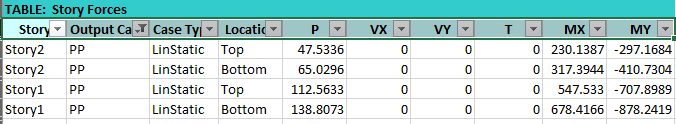 TABLE: Story Forces
Story Output Ca Case Typ Locatio P VX VY T MX MY
Story2 PP LinStatic Top 47.5336 0 0 0 230.1387 -297.1684
Story2 PP LinStatic Bottom 65.0296 0 0 0 317.3944 -410.7304
Story1 PP LinStatic Top 112.5633 0 0 0 547.533 -707.8989
Story1 PP LinStatic Bottom 138.8073 0 0 0 678.4166 -878.2419